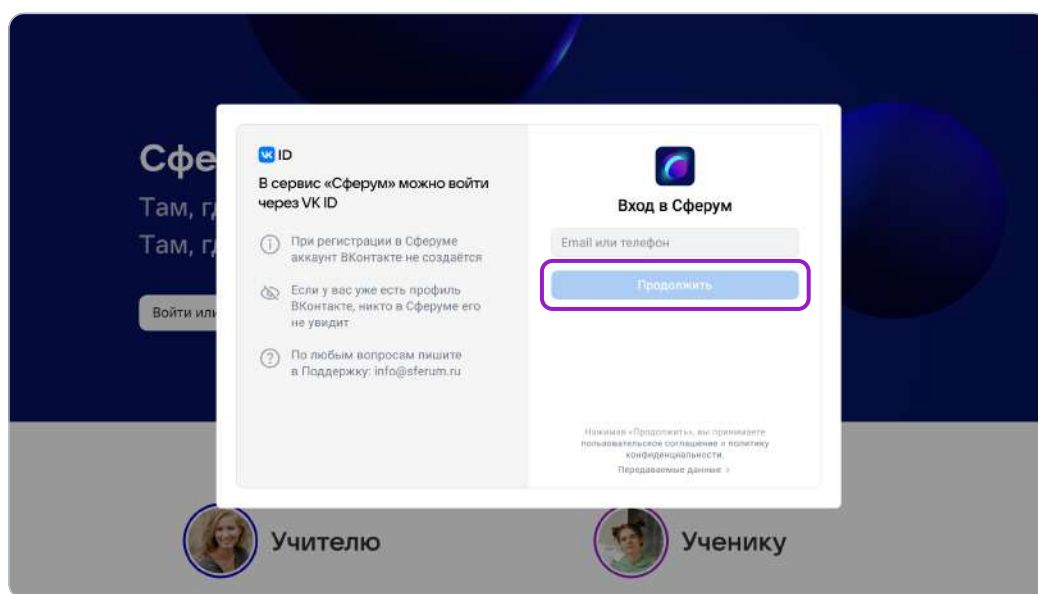 Сфе
Там, г
Там, г
Войти или
VK ID
В сервис «Сферум» можно войти
через VK ID
При регистрации в Сферуме
аккаунт ВКонтакте не создаётся
Если у вас уже есть профиль
ВКонтакте, никто в Сферуме его
не увидит
По любым вопросам пишите
в Поддержку: info@sferum.ru
Вход в Сферум
Email или телефон
Продолжить
Нажимая «Продолжить», вы принимаете
пользовательское соглашение и политику
конфиденциальности
Передаваемые данные >
Учителю
Ученику